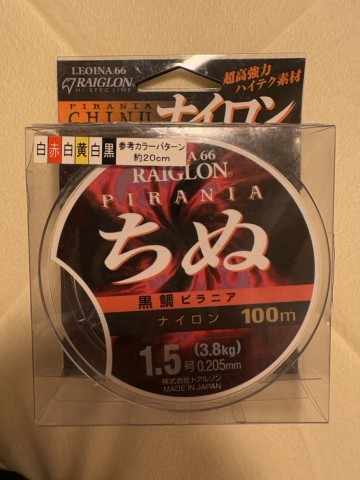 LEOINA 66
RAIGLON
HI-SPEC LINE
超高強力
ハイテク素材
PIRANIA
CHINU
ナイロン
白赤白黄白黒
参考カラーパターン
約20cm
NA 66
RAIGLON
PIRANIA
ちぬ
黒鯛 ピラニア
ナイロン 100m
1.5号 (3.8kg) 0.205mm
株式会社トアルソン
MADE IN JAPAN